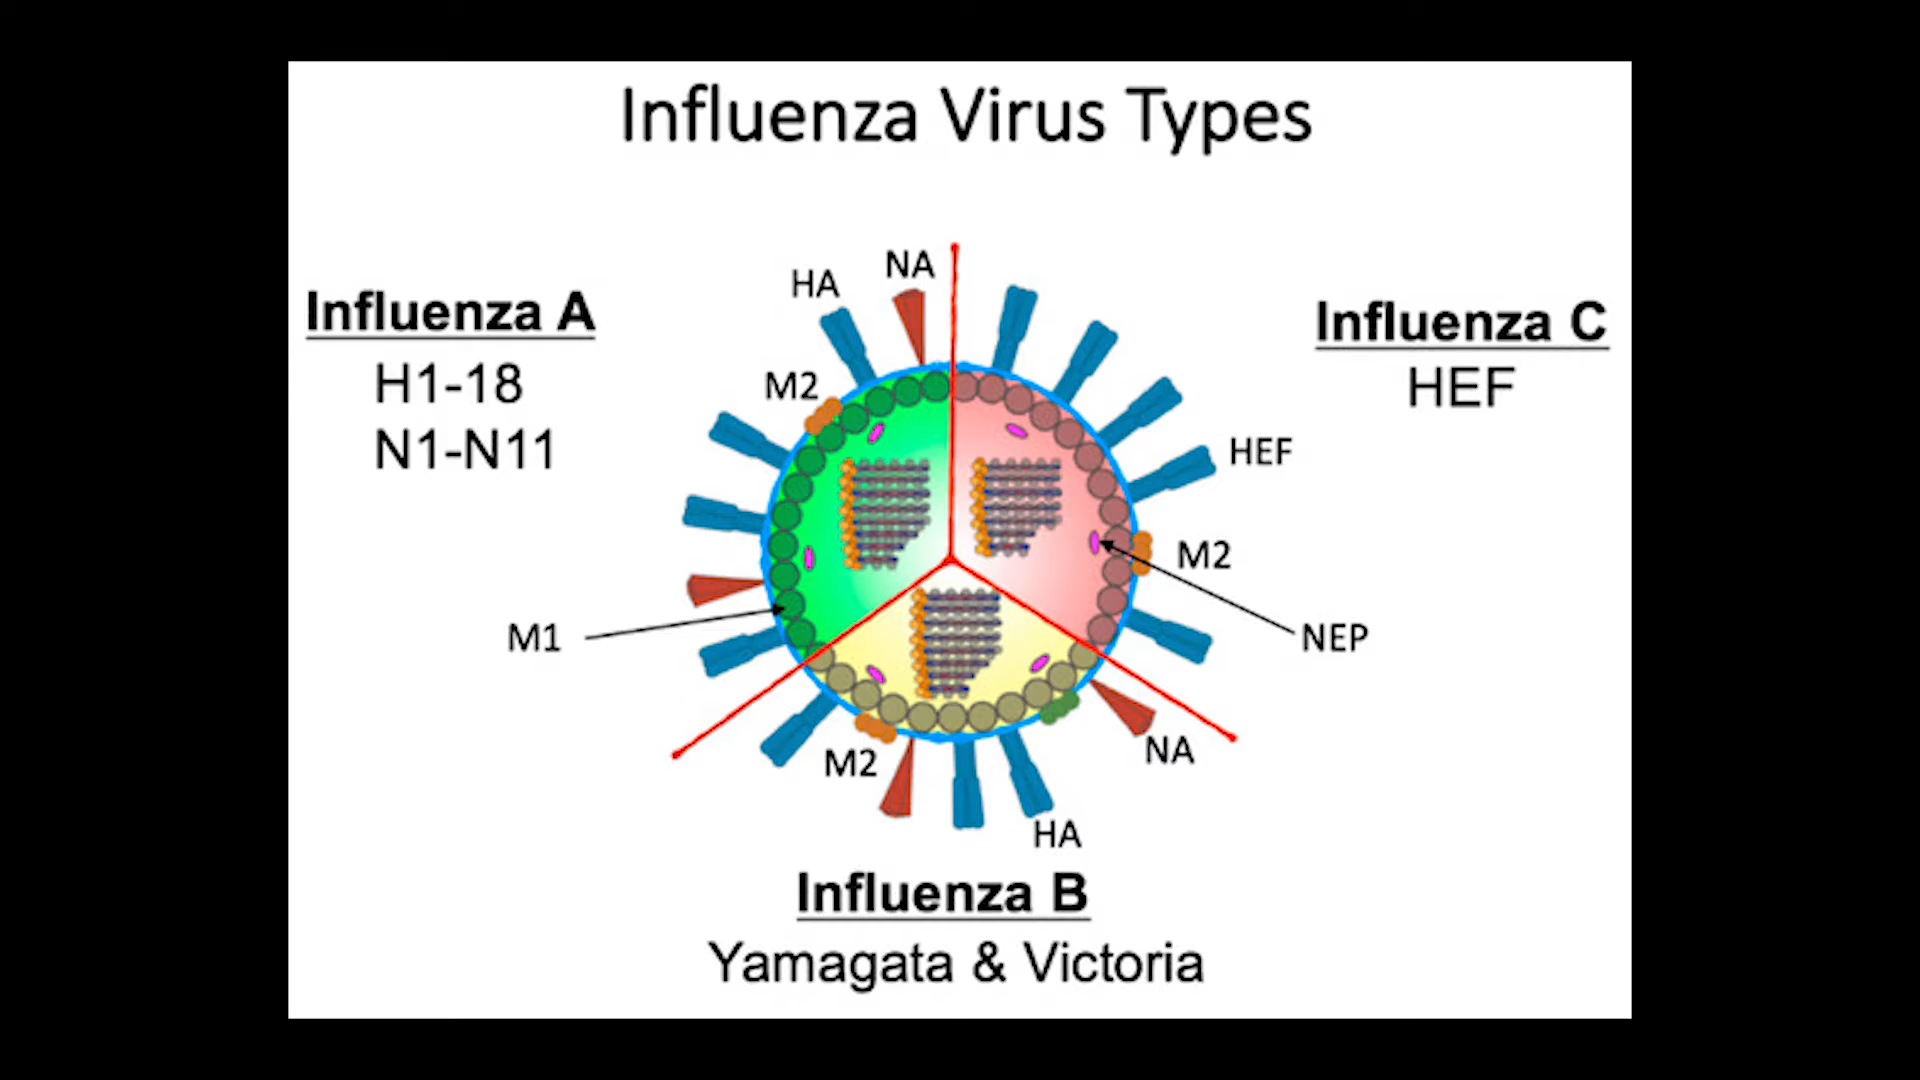 Influenza Virus Types
Influenza A
H1-18
N1-N11
HA
NA
M2
M1
Influenza C
HEF
HEF
M2
NEP
NA
M2
HA
Influenza B
Yamagata & Victoria